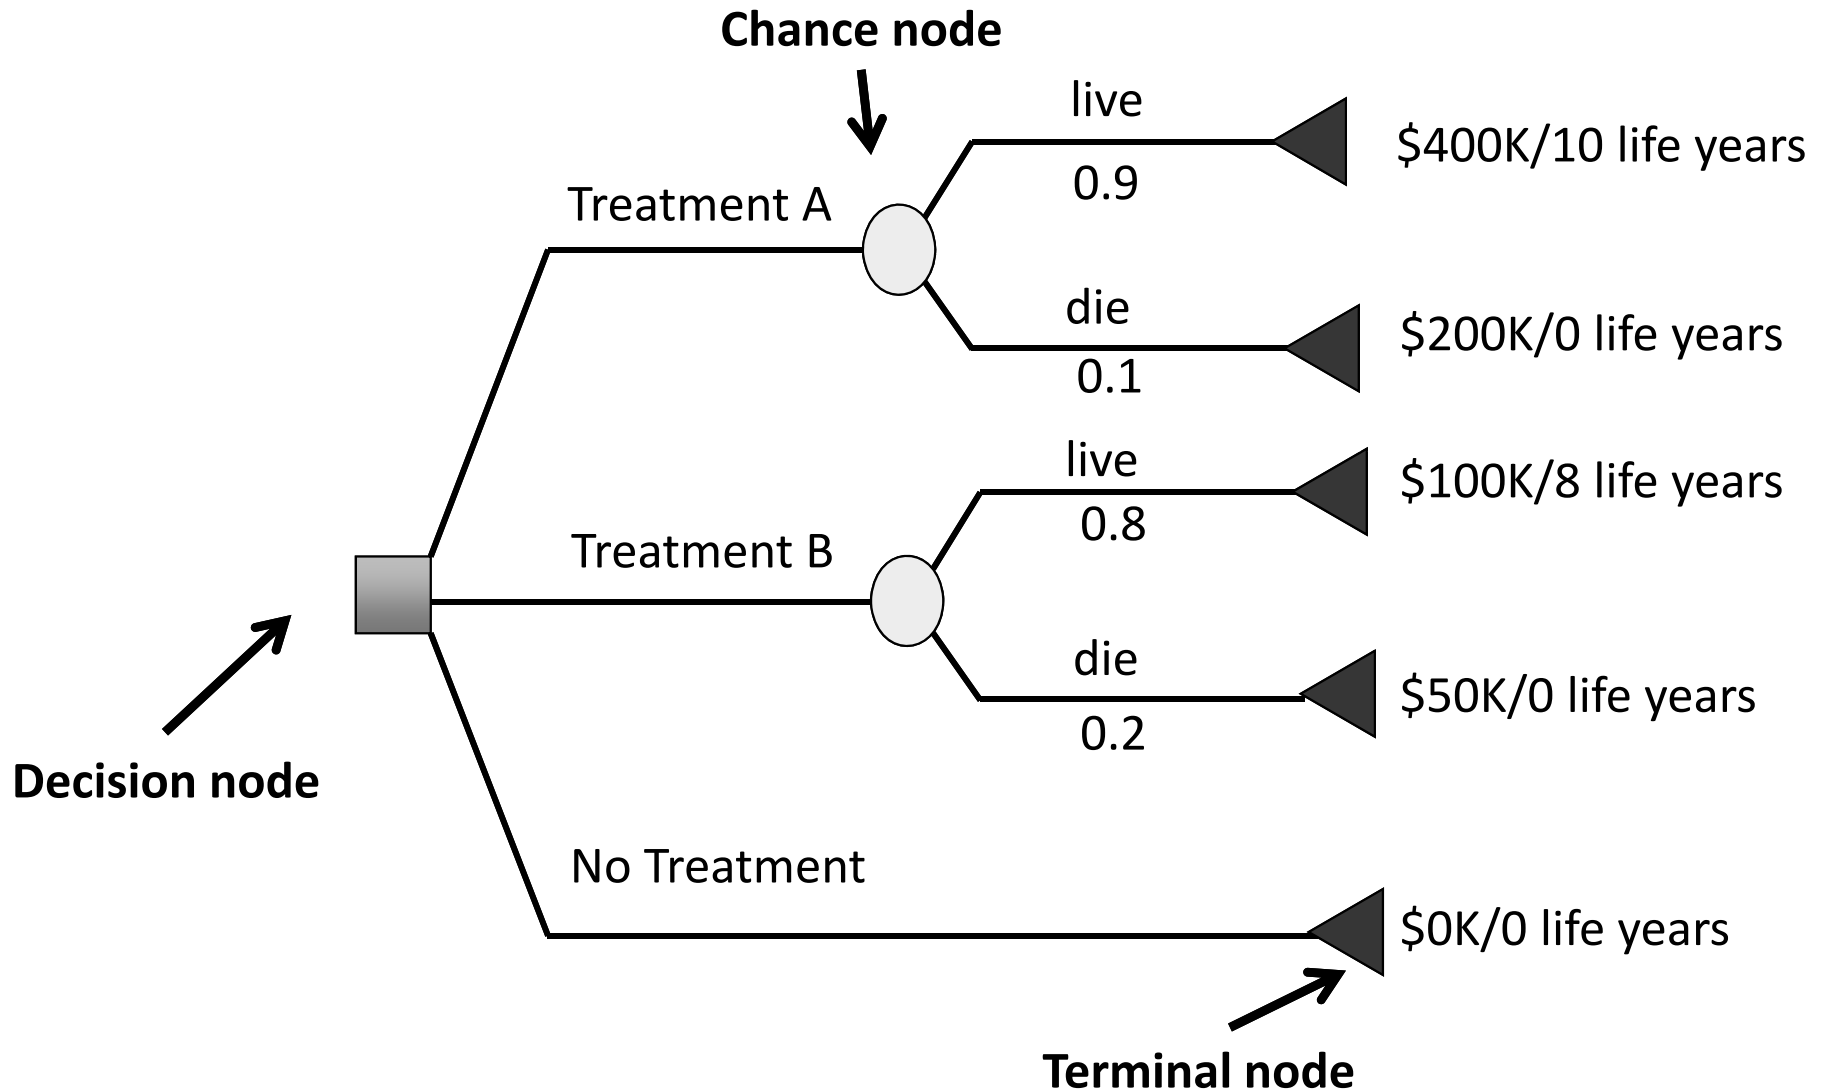 Chance node
live
$400K/10 life years
0.9
Treatment A
die
$200K/0 life years
0.1
live
$100K/8 life years
0.8
Treatment B
die
$50K/0 life years
0.2
Decision node
No Treatment
$0K/0 life years
Terminal node